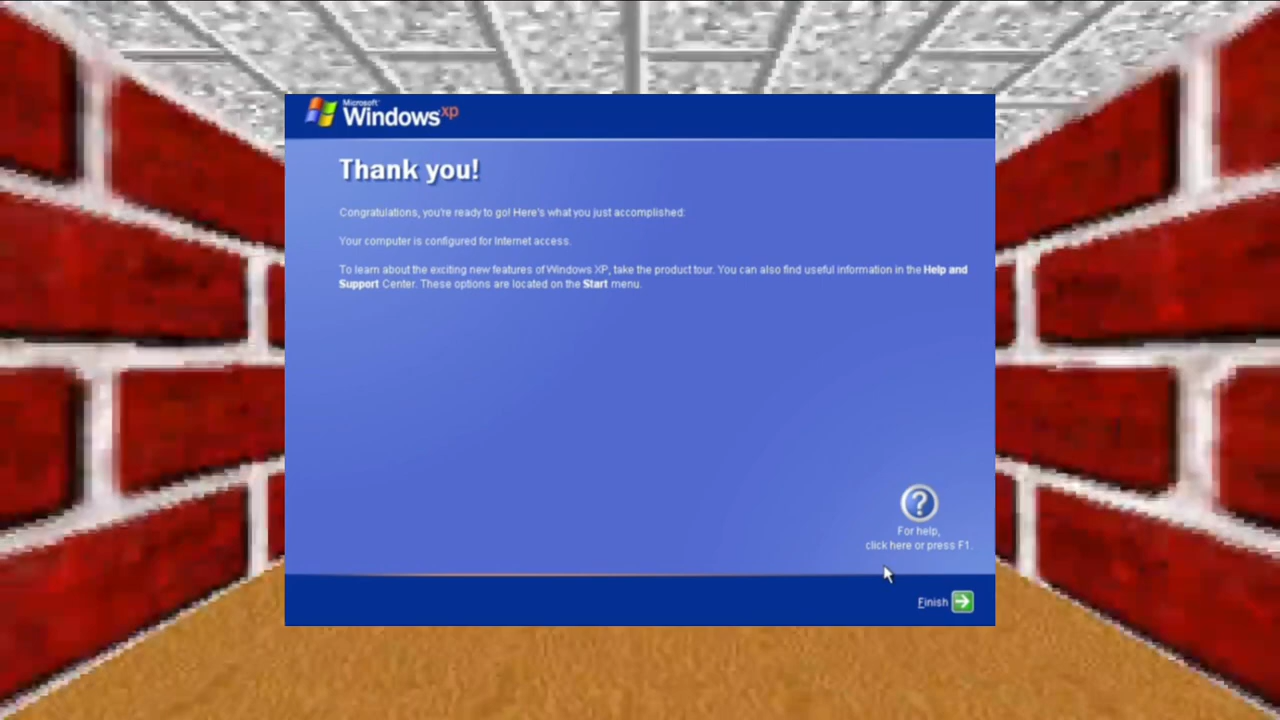 Microsoft®
Windows xp
Thank you!
Congratulations, you're ready to go! Here's what you just accomplished:
Your computer is configured for Internet access.
To learn about the exciting new features of Windows XP, take the product tour. You can also find useful information in the Help and
Support Center. These options are located on the Start menu.
?
For help,
click here or press F1.
Finish